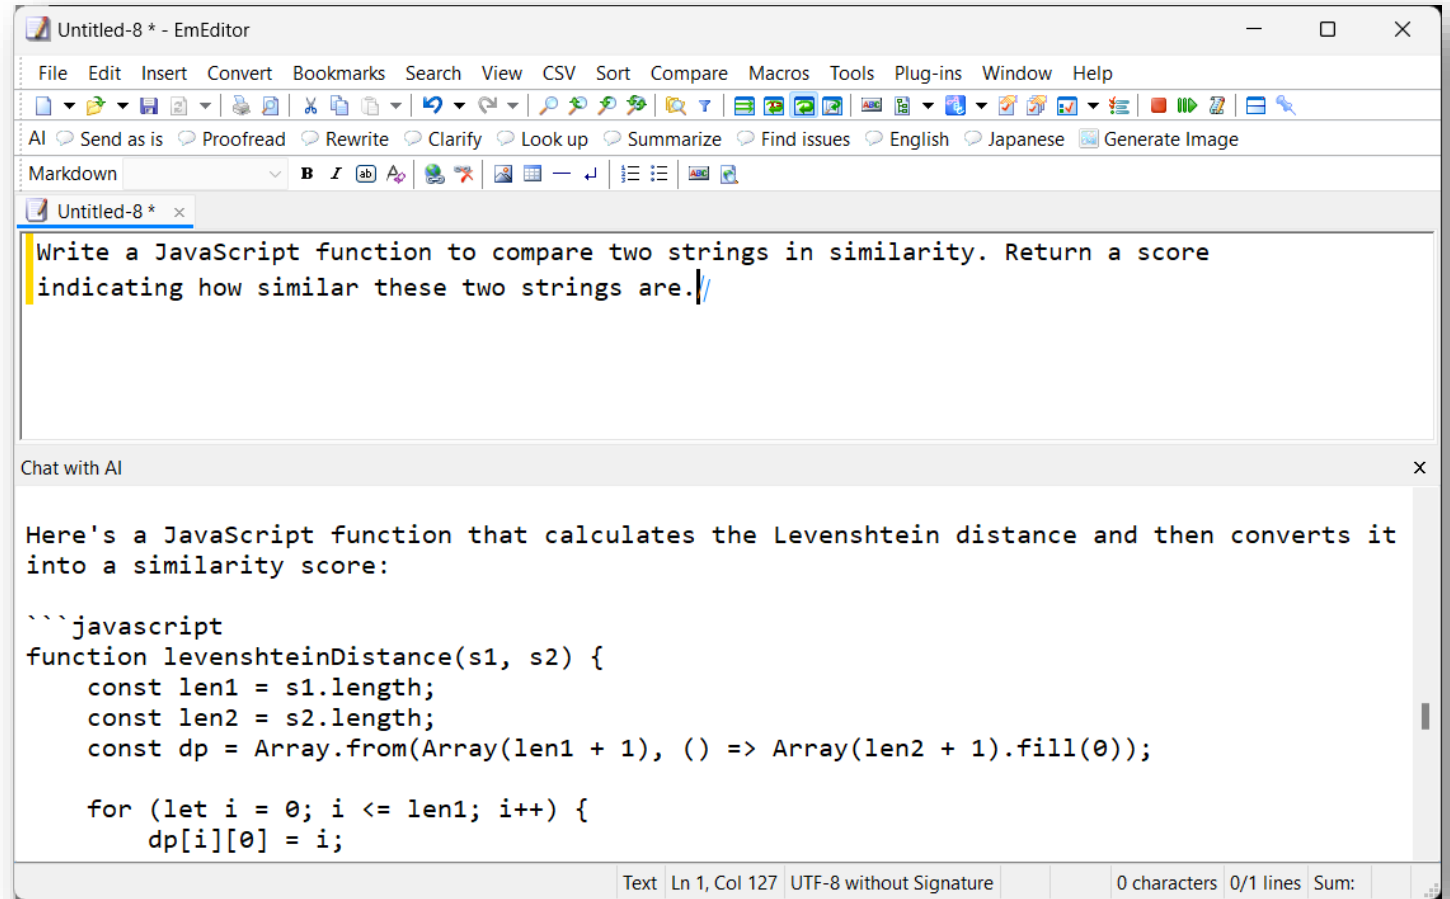 Untitled-8 * - EmEditor
File Edit Insert Convert Bookmarks Search View CSV Sort Compare Macros Tools Plug-ins Window Help
AI Send as is Proofread Rewrite Clarify Look up Summarize Find issues English Japanese Generate Image
Markdown B I ab A
Untitled-8 * ×
Write a JavaScript function to compare two strings in similarity. Return a score
indicating how similar these two strings are.
Chat with AI x
Here's a JavaScript function that calculates the Levenshtein distance and then converts it
into a similarity score:
```javascript
function levenshteinDistance(s1, s2) {
    const len1 = s1.length;
    const len2 = s2.length;
    const dp = Array.from(Array(len1 + 1), () => Array(len2 + 1).fill(0));
    for (let i = 0; i <= len1; i++) {
        dp[i][0] = i;
Text Ln 1, Col 127 UTF-8 without Signature 0 characters 0/1 lines Sum: